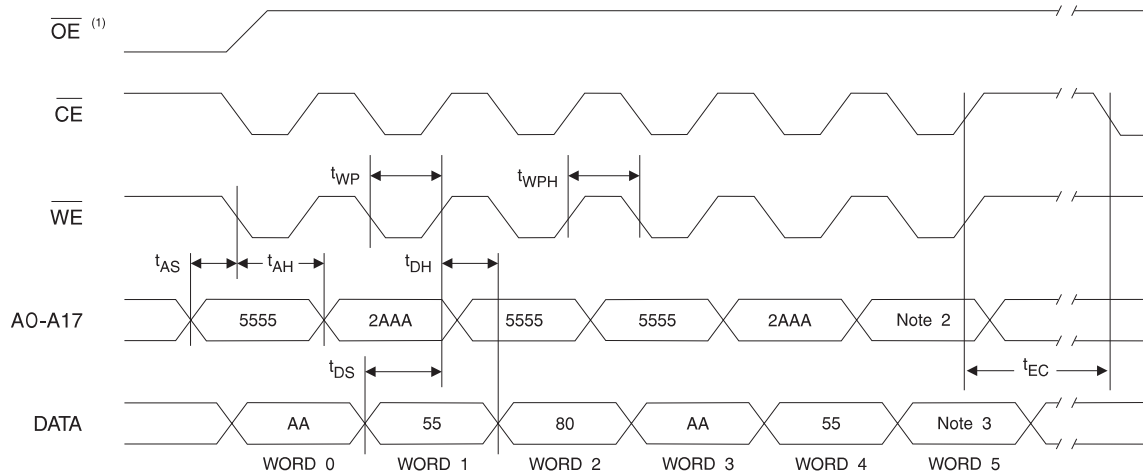 OE (1)
CE
tWP
tWPH
WE
tAS
tAH
tDH
A0-A17
5555
2AAA
5555
5555
2AAA
Note 2
tDS
tEC
DATA
AA
55
80
AA
55
Note 3
WORD 0
WORD 1
WORD 2
WORD 3
WORD 4
WORD 5